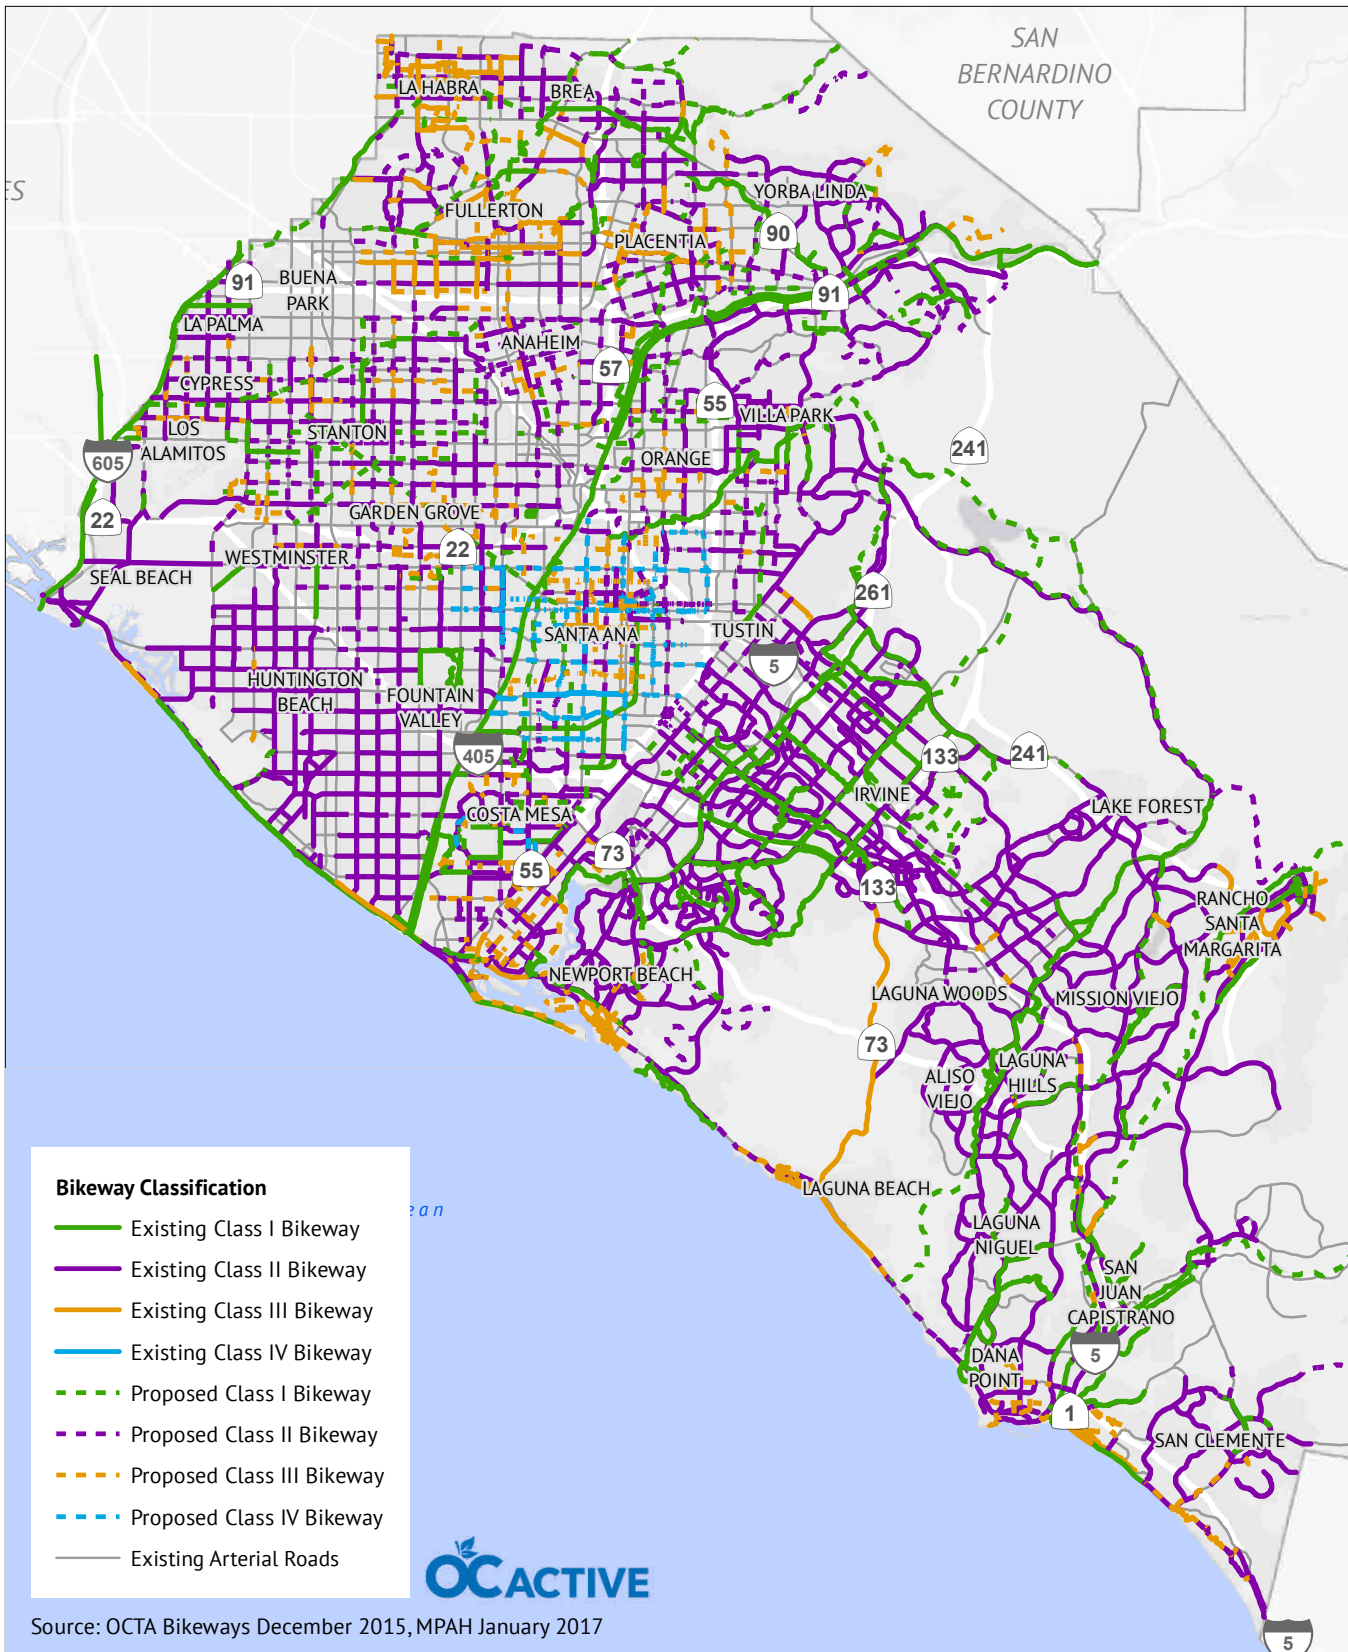 SAN
BERNARDINO
COUNTY
ES
LA HABRA
BREA
YORBA LINDA
FULLERTON
PLACENTIA
90
91
BUENA
PARK
91
LA PALMA
ANAHEIM
57
CYPRESS
55
VILLA PARK
LOS
ALAMITOS
STANTON
241
605
ORANGE
22
GARDEN GROVE
22
WESTMINSTER
SEAL BEACH
261
SANTA ANA
TUSTIN
5
HUNTINGTON
BEACH
FOUNTAIN
VALLEY
405
133
241
IRVINE
LAKE FOREST
COSTA MESA
73
55
133
RANCHO
SANTA
MARGARITA
NEWPORT BEACH
LAGUNA WOODS
MISSION VIEJO
73
LAGUNA
HILLS
ALISO
VIEJO
LAGUNA BEACH
ean
LAGUNA
NIGUEL
SAN
JUAN
CAPISTRANO
5
DANA
POINT
1
SAN CLEMENTE
5
Bikeway Classification
Existing Class I Bikeway
Existing Class II Bikeway
Existing Class III Bikeway
Existing Class IV Bikeway
Proposed Class I Bikeway
Proposed Class II Bikeway
Proposed Class III Bikeway
Proposed Class IV Bikeway
Existing Arterial Roads
OC ACTIVE
Source: OCTA Bikeways December 2015, MPAH January 2017